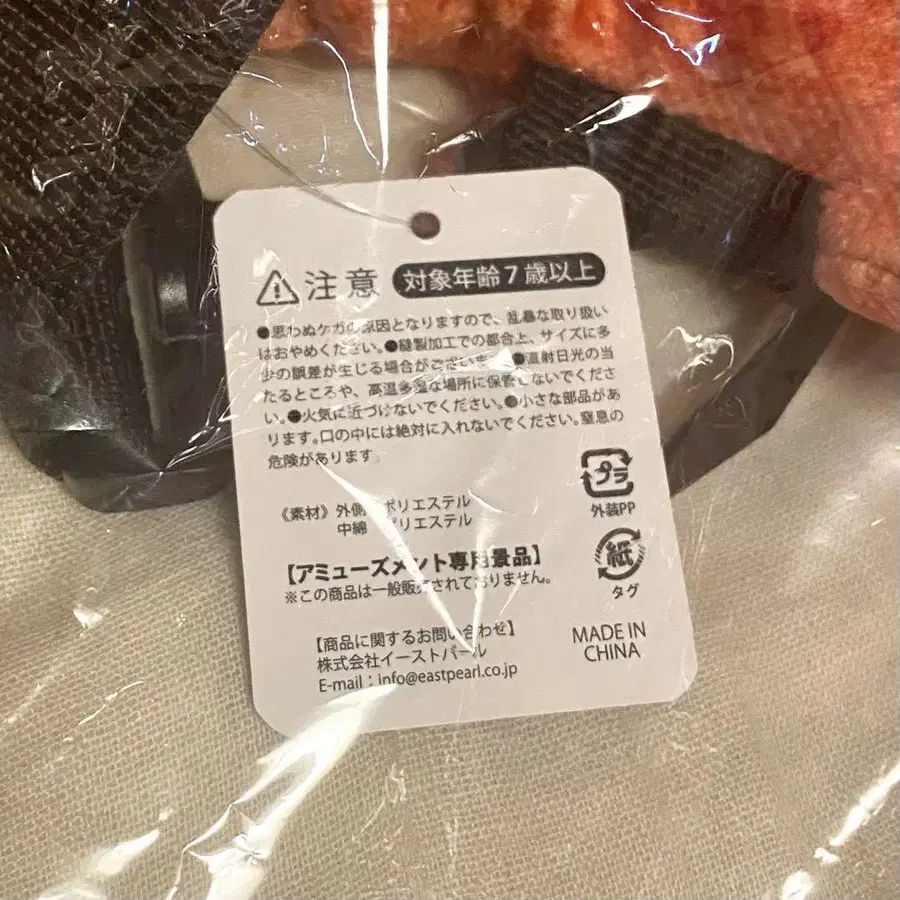 注意 対象年齢7歳以上
●思わぬケガの原因となりますので、乱暴な取り扱い
はおやめください。●縫製加工での都合上、サイズに多
少の誤差が生じる場合がございます。●直射日光の当
たるところや、高温多湿な場所に保管しないでくださ
い。●火気に近づけないでください。●小さな部品があ
ります。口の中には絶対に入れないでください。窒息の
危険があります。
プラ
外装PP
《素材》外側 ポリエステル
中綿 ポリエステル
紙
タグ
【アミューズメント専用景品】
※この商品は一般販売されておりません。
【商品に関するお問い合わせ】
株式会社イーストパール
E-mail：info@eastpearl.co.jp
MADE IN
CHINA